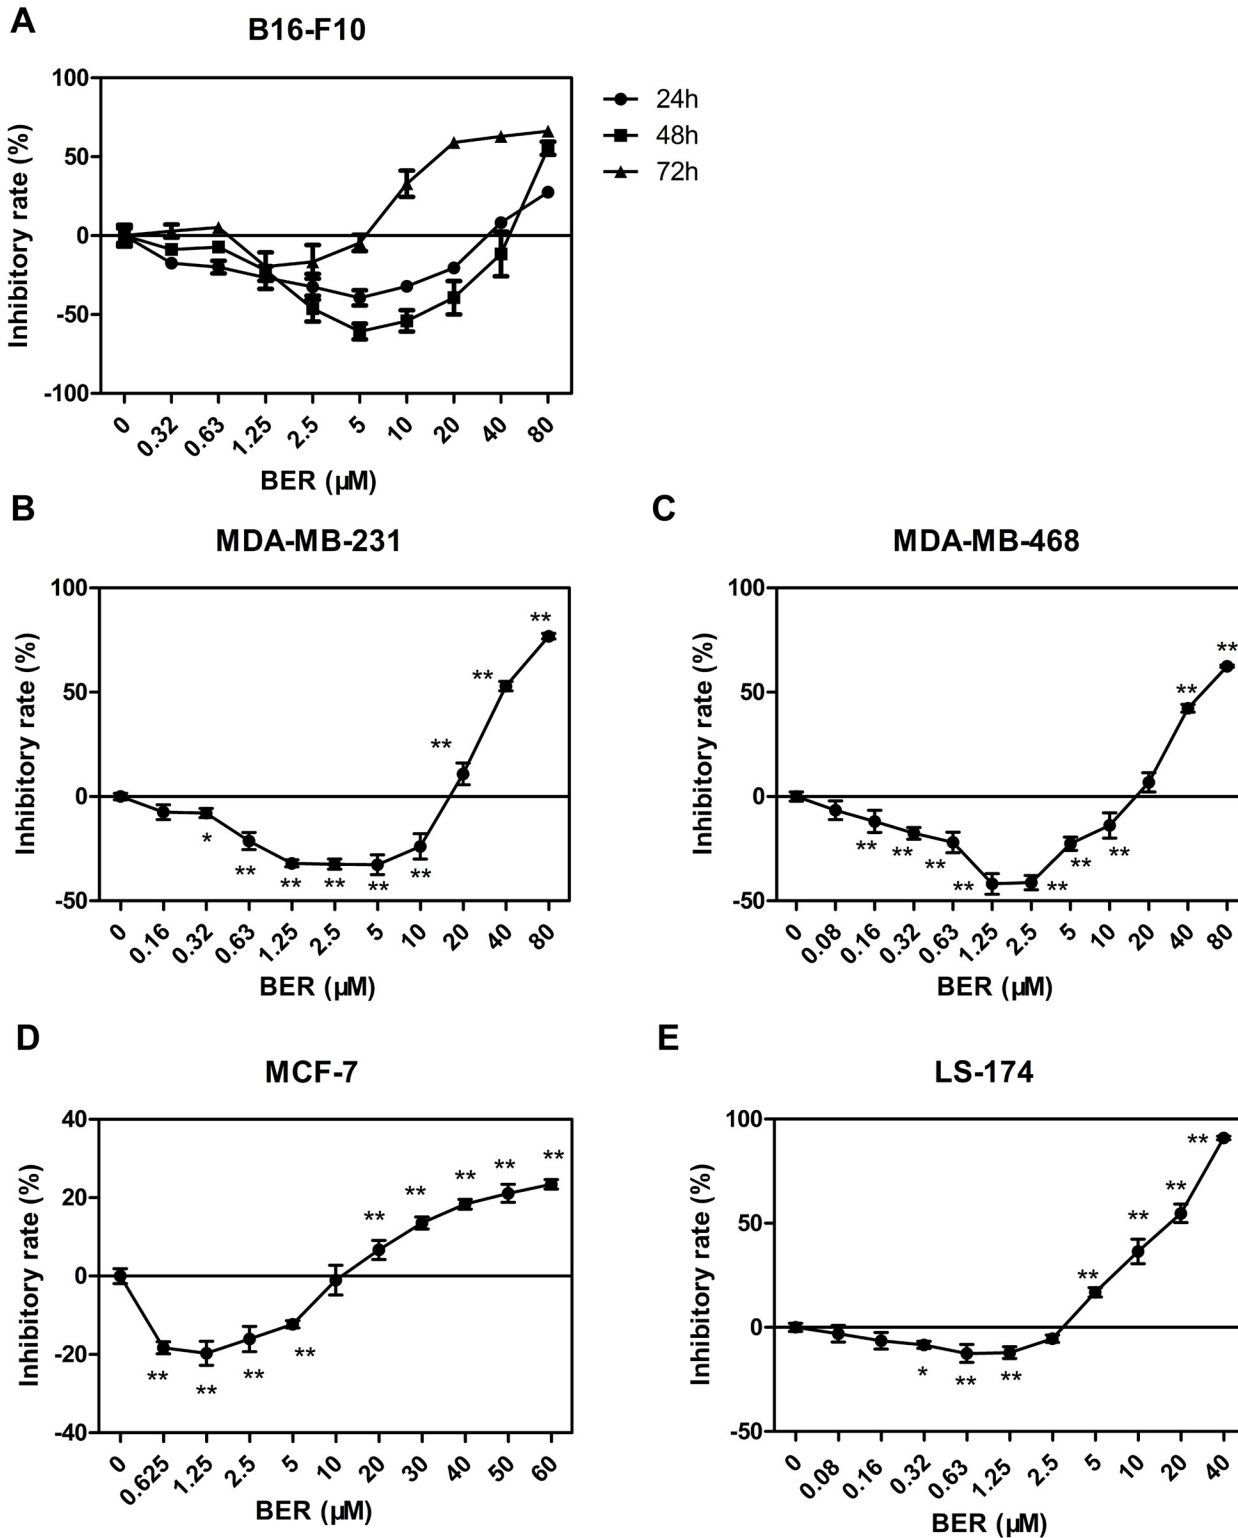 A
B16-F10
Inhibitory rate (%)
100
50
0
-50
-100
0 0.32 0.63 1.25 2.5 5 10 20 40 80
BER (µM)
24h
48h
72h
B
MDA-MB-231
Inhibitory rate (%)
100
50
0
-50
* ** ** ** ** ** ** ** **
0 0.16 0.32 0.63 1.25 2.5 5 10 20 40 80
BER (µM)
C
MDA-MB-468
Inhibitory rate (%)
100
50
0
-50
** ** ** ** ** ** ** ** **
0 0.08 0.16 0.32 0.63 1.25 2.5 5 10 20 40 80
BER (µM)
D
MCF-7
Inhibitory rate (%)
40
20
0
-20
-40
** ** ** ** ** ** ** ** **
0 0.625 1.25 2.5 5 10 20 30 40 50 60
BER (µM)
E
LS-174
Inhibitory rate (%)
100
50
0
-50
* ** ** ** ** ** **
0 0.08 0.16 0.32 0.63 1.25 2.5 5 10 20 40
BER (µM)